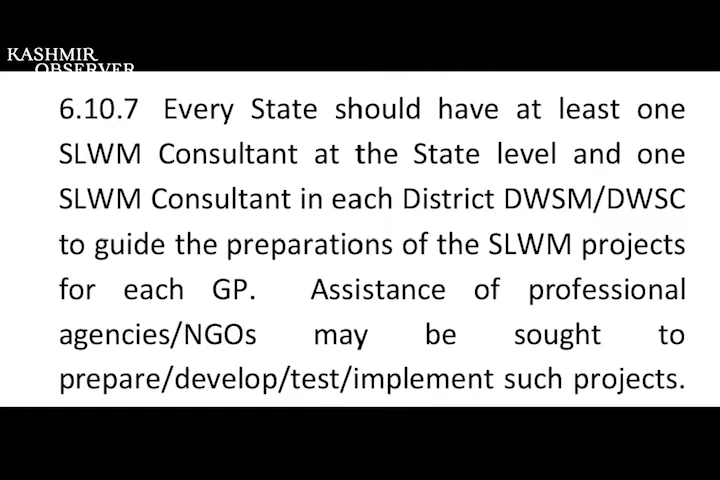 KASHMIR
OBSERVER
6.10.7 Every State should have at least one
SLWM Consultant at the State level and one
SLWM Consultant in each District DWSM/DWSC
to guide the preparations of the SLWM projects
for each GP. Assistance of professional
agencies/NGOs may be sought to
prepare/develop/test/implement such projects.